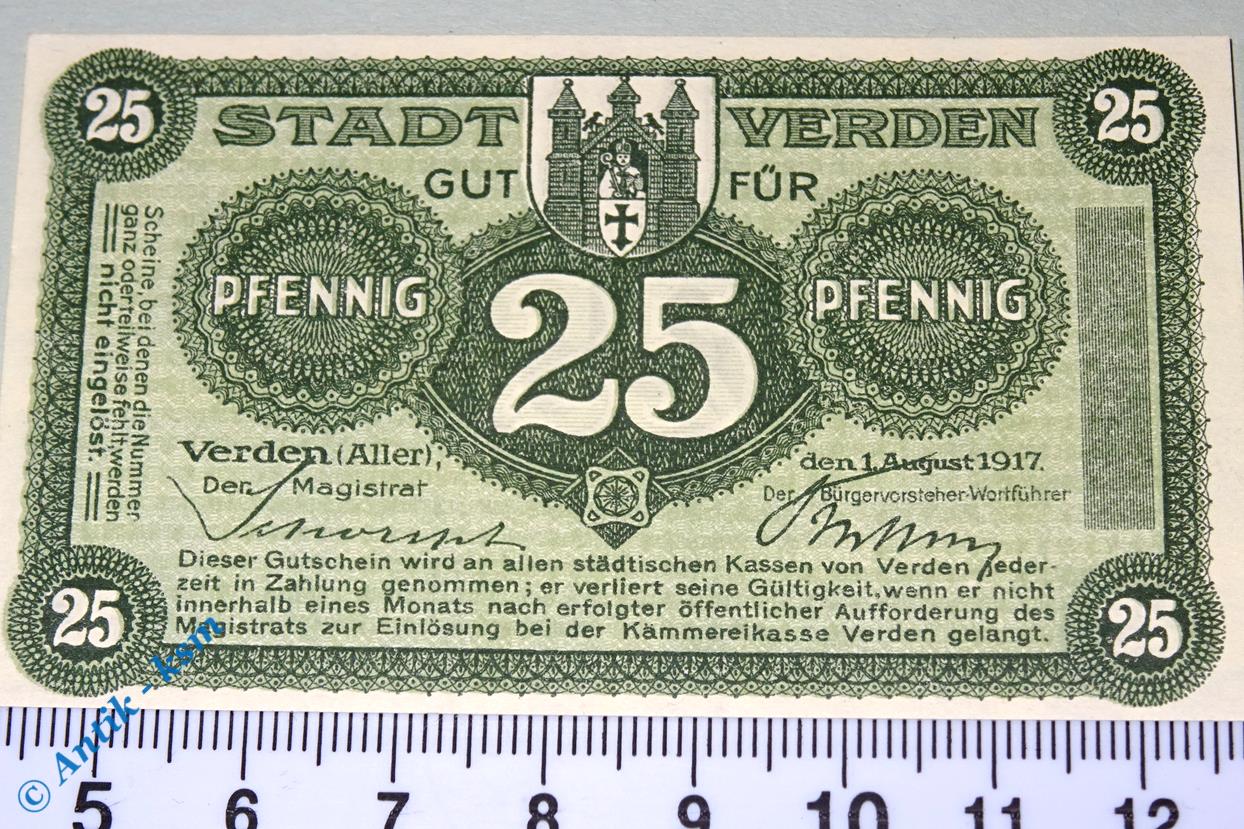 25
25
STADT VERDEN
GUT FÜR
PFENNIG
25
PFENNIG
Scheine, bei denen die Nummer
ganz oder teilweise fehlt, werden
nicht eingelöst.
Verden (Aller),
den 1. August 1917.
Der Magistrat
Der Bürgervorsteher-Wortführer
Dieser Gutschein wird an allen städtischen Kassen von Verden jeder-
zeit in Zahlung genommen; er verliert seine Gültigkeit, wenn er nicht
innerhalb eines Monats nach erfolgter öffentlicher Aufforderung des
Magistrats zur Einlösung bei der Kämmereikasse Verden gelangt.
25
25
© Antik - ksm
5 6 7 8 9 10 11 12